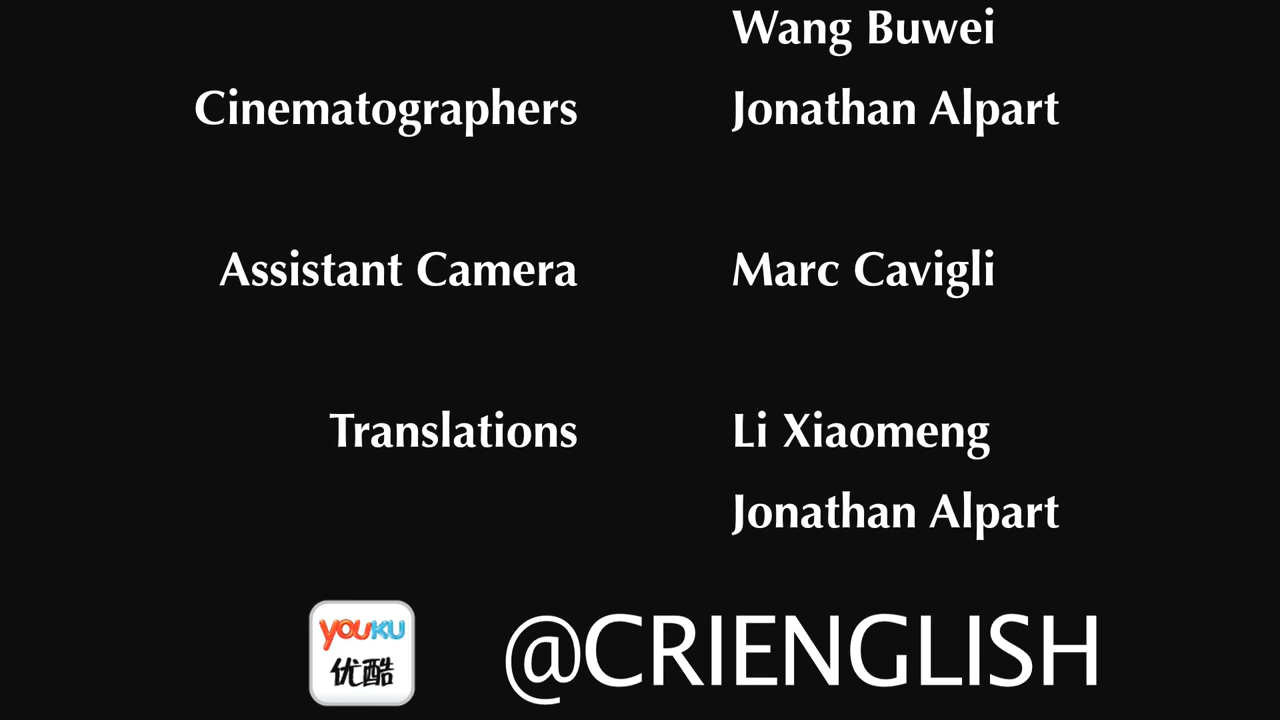 Wang Buwei
Cinematographers Jonathan Alpart
Assistant Camera Marc Cavigli
Translations Li Xiaomeng
Jonathan Alpart
YOUKU
优酷
@CRIENGLISH